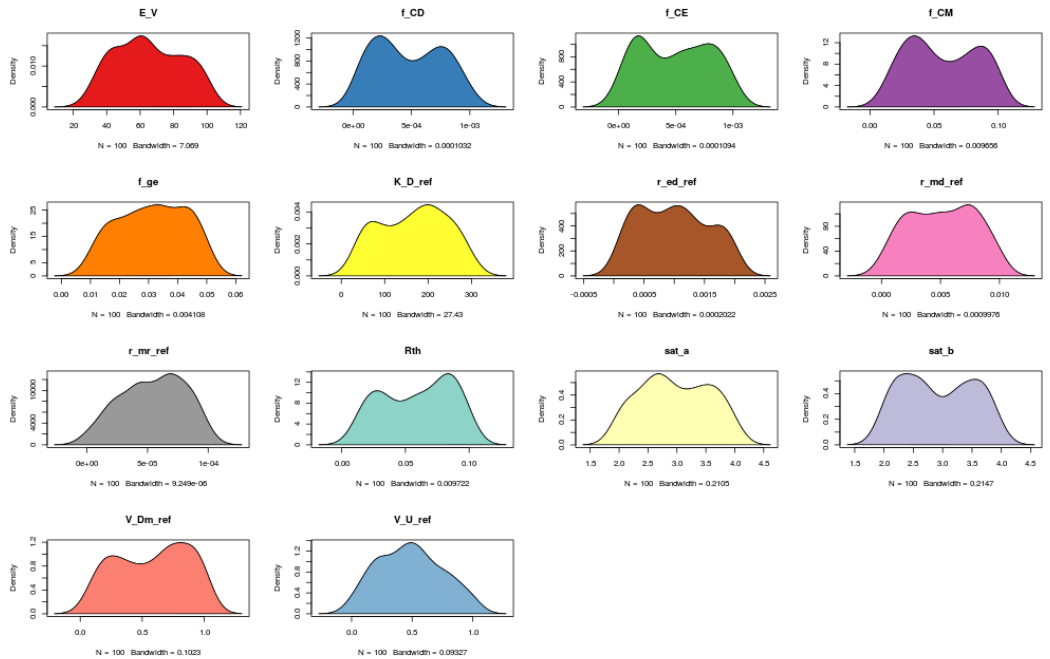 E_V
f_CD
f_CE
f_CM
Density
0.000 0.010
20 40 60 80 100 120
N = 100 Bandwidth = 7.069
Density
0 400 800 1200
0e+00 5e-04 1e-03
N = 100 Bandwidth = 0.0001032
Density
0 400 800
0e+00 5e-04 1e-03
N = 100 Bandwidth = 0.0001094
Density
0 4 8 12
0.00 0.05 0.10
N = 100 Bandwidth = 0.009656
f_ge
K_D_ref
r_ed_ref
r_md_ref
Density
0 5 15 25
0.00 0.01 0.02 0.03 0.04 0.05 0.06
N = 100 Bandwidth = 0.004108
Density
0.000 0.002 0.004
0 100 200 300
N = 100 Bandwidth = 27.43
Density
0 200 400
-0.0005 0.0005 0.0015 0.0025
N = 100 Bandwidth = 0.0002022
Density
0 40 80
0.000 0.005 0.010
N = 100 Bandwidth = 0.0009976
r_mr_ref
Rth
sat_a
sat_b
Density
0 4000 10000
0e+00 5e-05 1e-04
N = 100 Bandwidth = 9.249e-06
Density
0 4 8 12
0.00 0.05 0.10
N = 100 Bandwidth = 0.009722
Density
0.0 0.2 0.4
1.5 2.0 2.5 3.0 3.5 4.0 4.5
N = 100 Bandwidth = 0.2105
Density
0.0 0.2 0.4
1.5 2.0 2.5 3.0 3.5 4.0 4.5
N = 100 Bandwidth = 0.2147
V_Dm_ref
V_U_ref
Density
0.0 0.4 0.8 1.2
0.0 0.5 1.0
N = 100 Bandwidth = 0.1023
Density
0.0 0.4 0.8 1.2
0.0 0.5 1.0
N = 100 Bandwidth = 0.09327